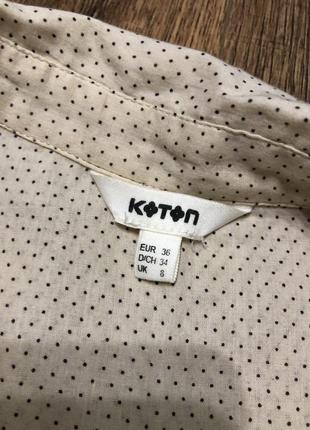 KOTON
EUR 36
D/CH 34
UK 8